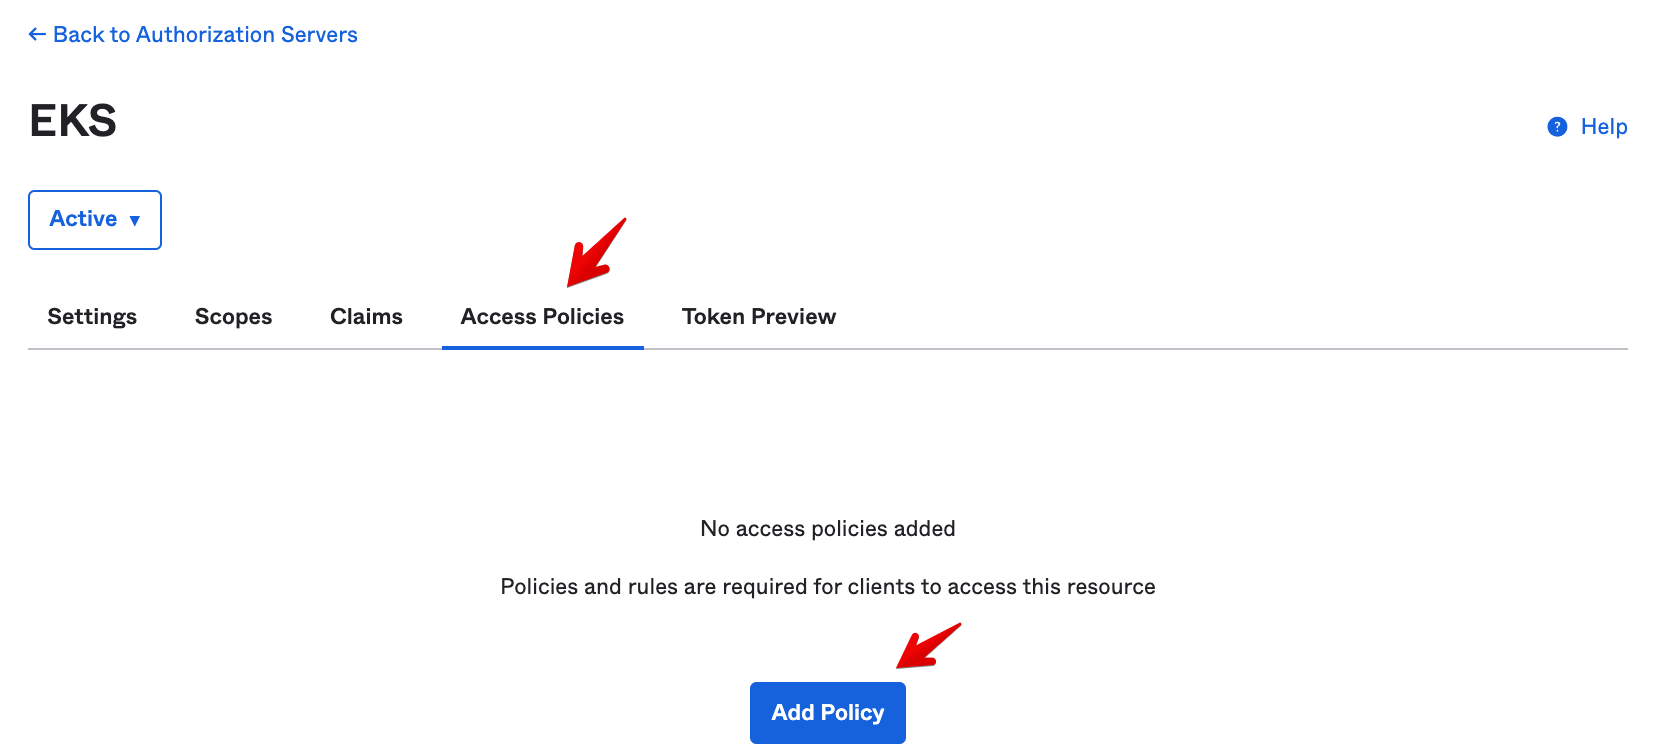 ← Back to Authorization Servers
EKS
? Help
Active ▼
Settings Scopes Claims Access Policies Token Preview
No access policies added
Policies and rules are required for clients to access this resource
Add Policy